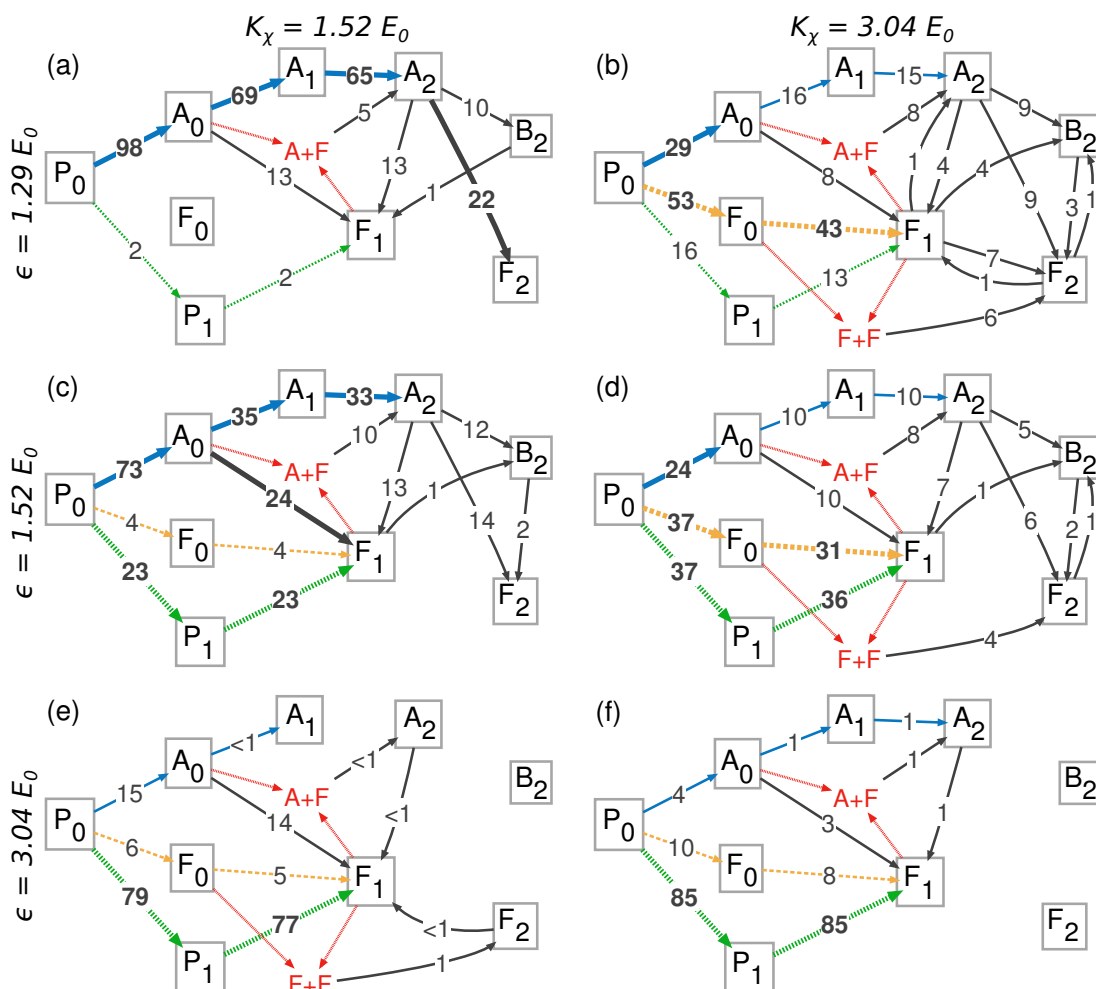 K_χ = 1.52 E_0
K_χ = 3.04 E_0
ϵ = 1.29 E_0
(a)
P_0
A_0
A_1
A_2
B_2
F_0
F_1
F_2
P_1
A+F
98
69
65
5
10
13
13
1
22
2
2
(b)
P_0
A_0
A_1
A_2
B_2
F_0
F_1
F_2
P_1
A+F
F+F
29
16
15
8
9
1
4
4
8
53
43
9
3
1
7
1
16
13
6
ϵ = 1.52 E_0
(c)
P_0
A_0
A_1
A_2
B_2
F_0
F_1
F_2
P_1
A+F
73
35
33
10
12
24
13
1
14
2
4
4
23
23
(d)
P_0
A_0
A_1
A_2
B_2
F_0
F_1
F_2
P_1
A+F
F+F
24
10
10
8
5
10
7
1
6
2
1
37
31
37
36
4
ϵ = 3.04 E_0
(e)
P_0
A_0
A_1
A_2
B_2
F_0
F_1
F_2
P_1
A+F
F+F
15
<1
<1
14
<1
6
5
79
77
<1
1
(f)
P_0
A_0
A_1
A_2
B_2
F_0
F_1
F_2
P_1
A+F
4
1
1
1
3
1
10
8
85
85